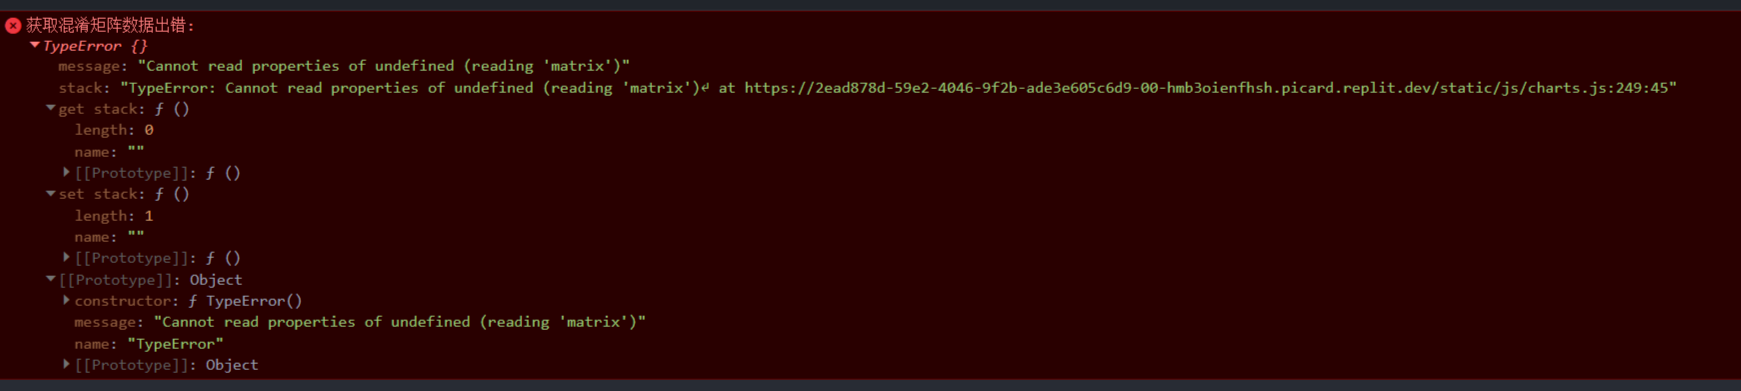 获取混淆矩阵数据出错:
TypeError {}
message: "Cannot read properties of undefined (reading 'matrix')"
stack: "TypeError: Cannot read properties of undefined (reading 'matrix')↵ at https://2ead878d-59e2-4046-9f2b-ade3e605c6d9-00-hmb3oienfhsh.picard.replit.dev/static/js/charts.js:249:45"
get stack: ƒ ()
length: 0
name: ""
[[Prototype]]: ƒ ()
set stack: ƒ ()
length: 1
name: ""
[[Prototype]]: ƒ ()
[[Prototype]]: Object
constructor: ƒ TypeError()
message: "Cannot read properties of undefined (reading 'matrix')"
name: "TypeError"
[[Prototype]]: Object